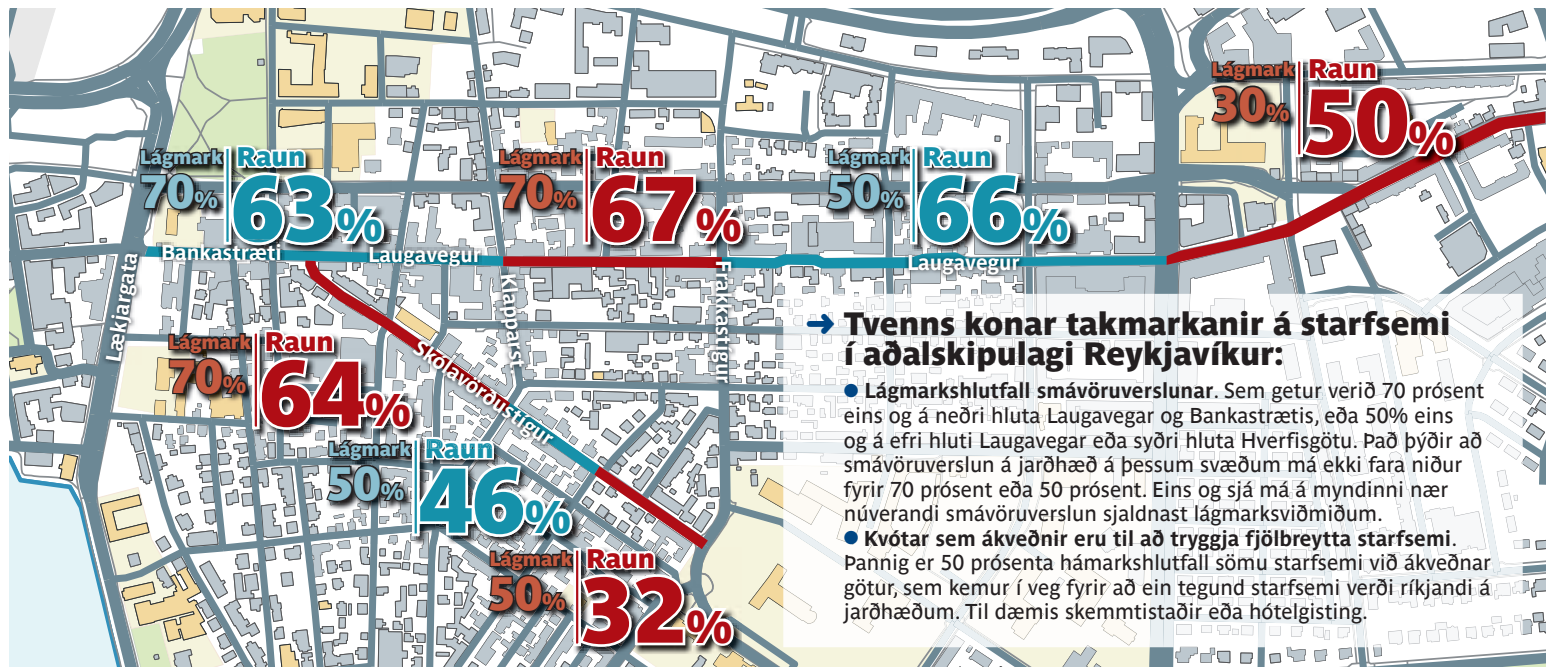 Lágmark
30%
Raun
50%
Lágmark
70%
Raun
63%
Lágmark
70%
Raun
67%
Lágmark
50%
Raun
66%
Bankastræti
Laugavegur
Laugavegur
Lækjargata
Klapparst.
Frakkastígur
Skólavörðustígur
Lágmark
70%
Raun
64%
Lágmark
50%
Raun
46%
Lágmark
50%
Raun
32%
➜ Tvenns konar takmarkanir á starfsemi
í aðalskipulagi Reykjavíkur:
● Lágmarkshlutfall smávöruverslunar. Sem getur verið 70 prósent
eins og á neðri hluta Laugavegar og Bankastrætis, eða 50% eins
og á efri hluti Laugavegar eða syðri hluta Hverfisgötu. Það þýðir að
smávöruverslun á jarðhæð á þessum svæðum má ekki fara niður
fyrir 70 prósent eða 50 prósent. Eins og sjá má á myndinni nær
núverandi smávöruverslun sjaldnast lágmarksviðmiðum.
● Kvótar sem ákveðnir eru til að tryggja fjölbreytta starfsemi.
Þannig er 50 prósenta hámarkshlutfall sömu starfsemi við ákveðnar
götur, sem kemur í veg fyrir að ein tegund starfsemi verði ríkjandi á
jarðhæðum. Til dæmis skemmtistaðir eða hótelgisting.